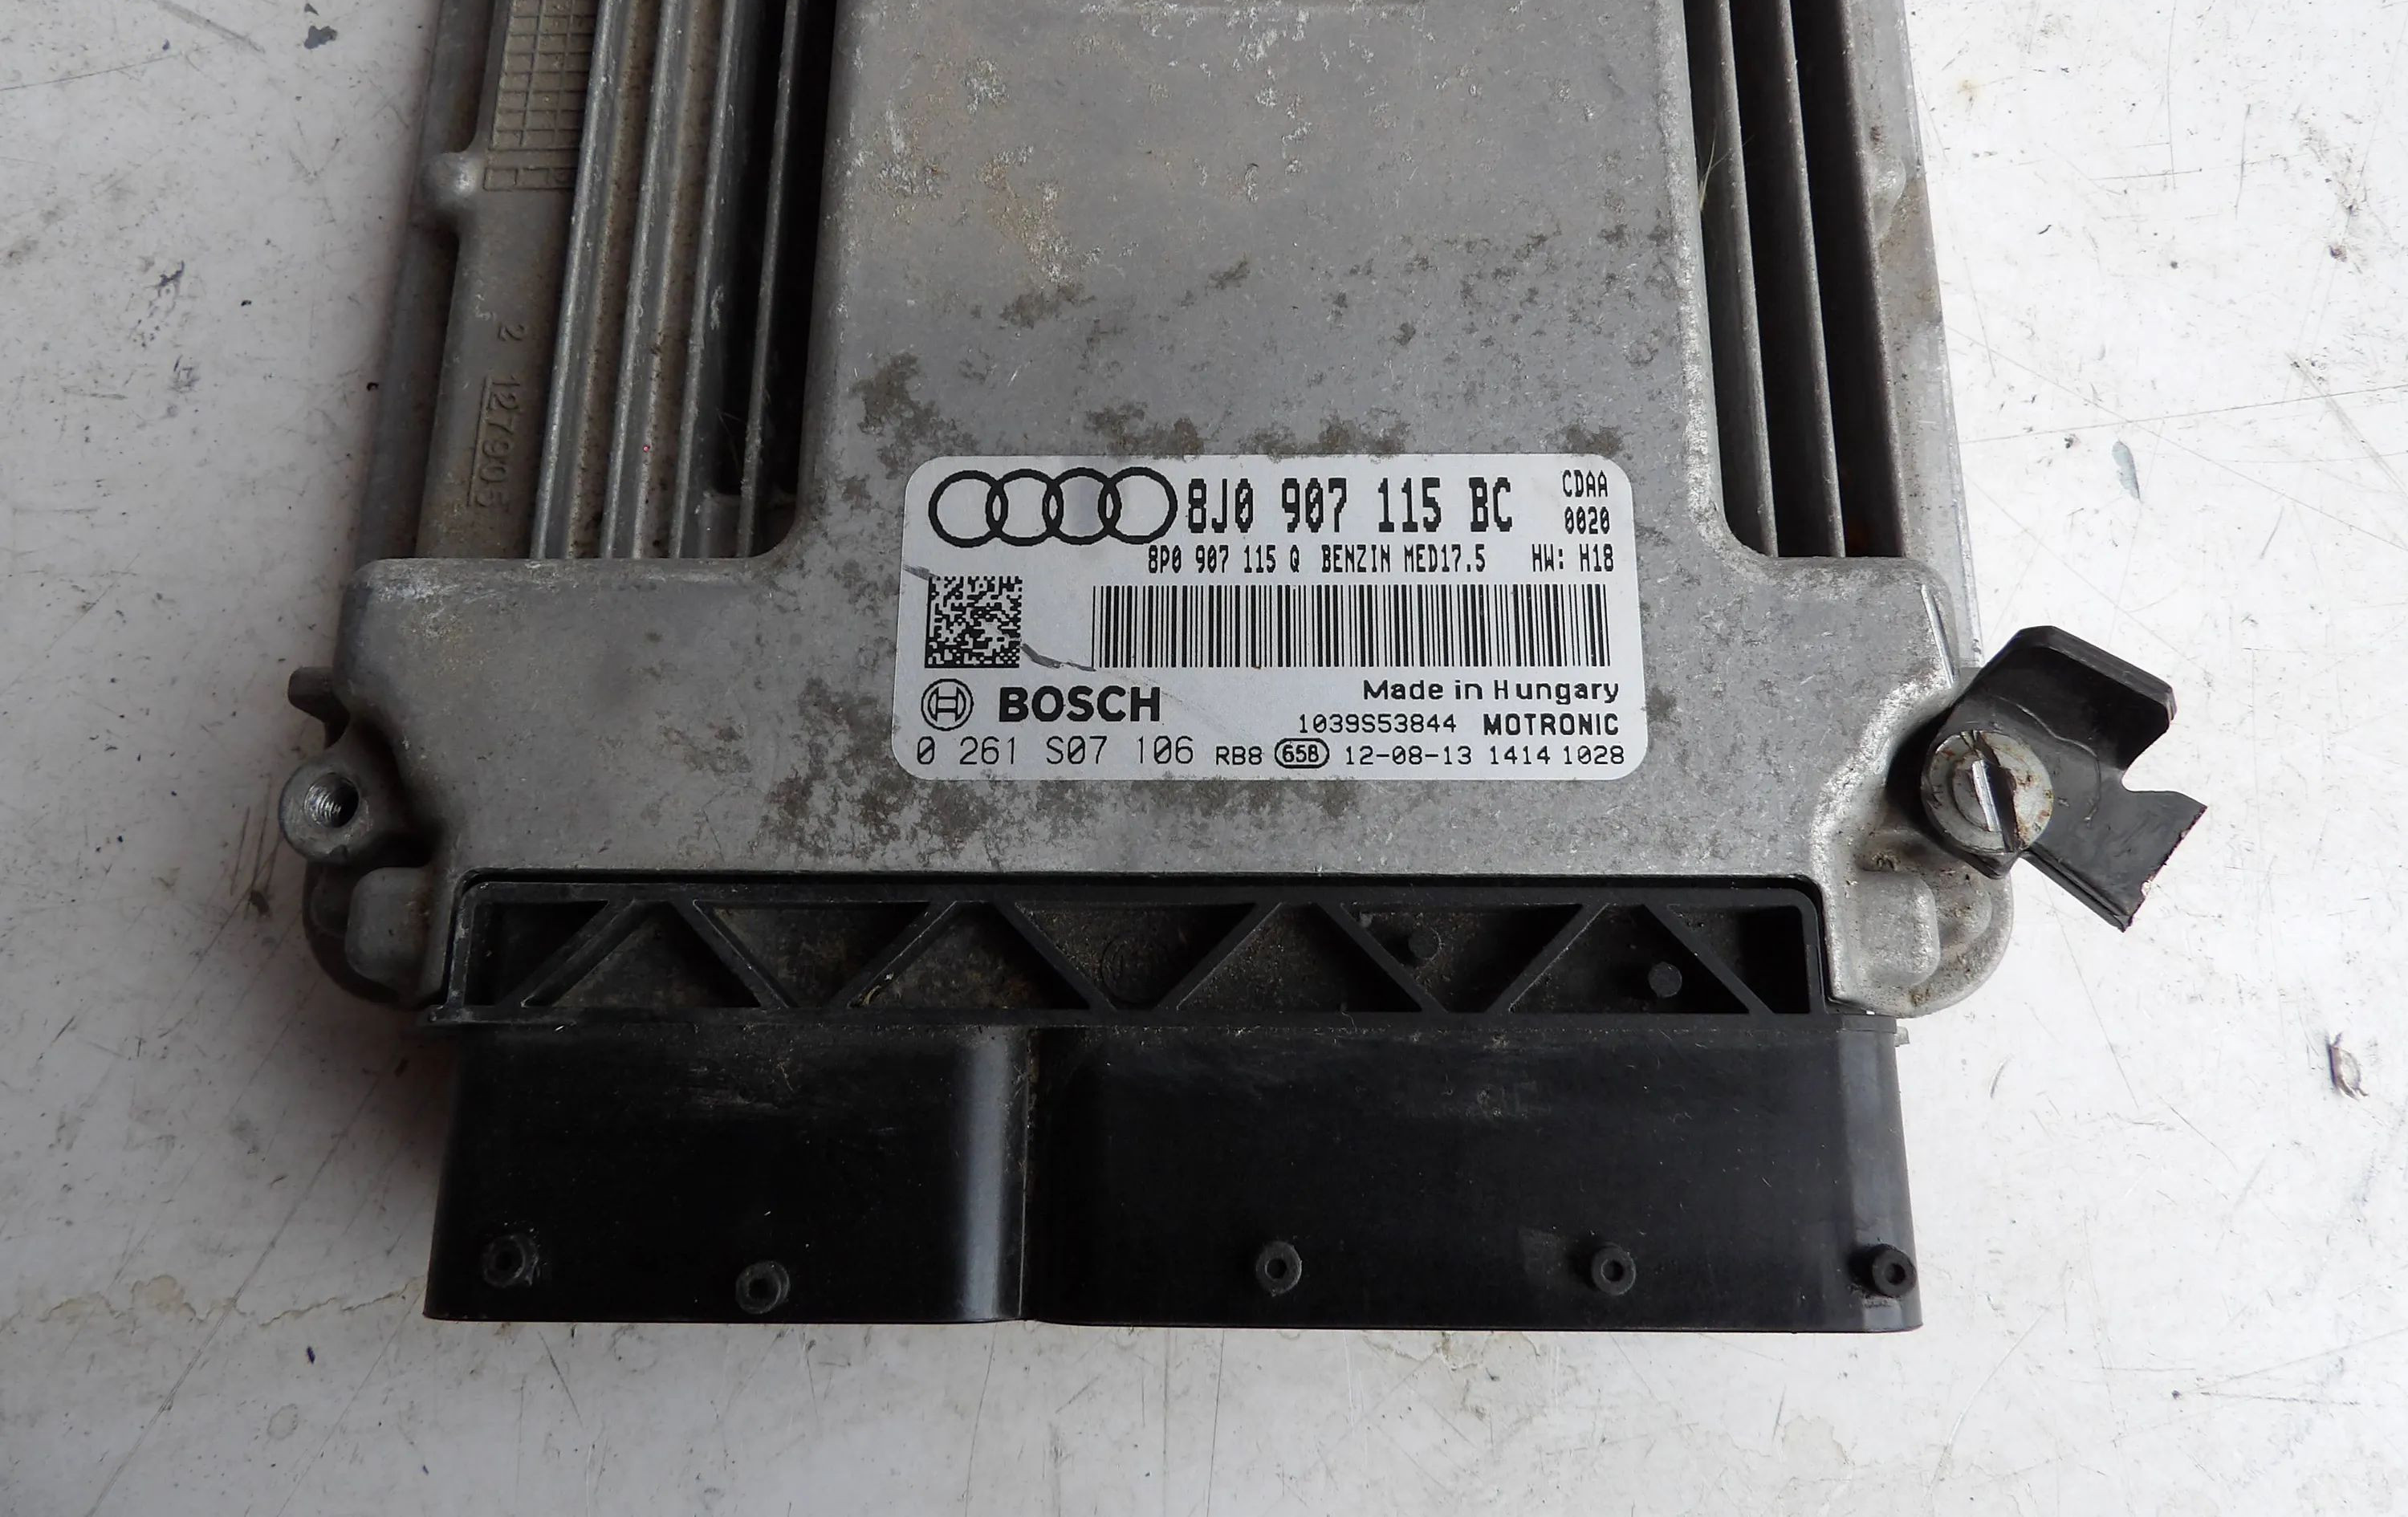 2 127905
8J0 907 115 BC
CDAA
0020
8P0 907 115 Q BENZIN MED17.5 HW: H18
BOSCH
Made in Hungary
1039S53844 MOTRONIC
0 261 S07 106 RB8 65B 12-08-13 1414 1028